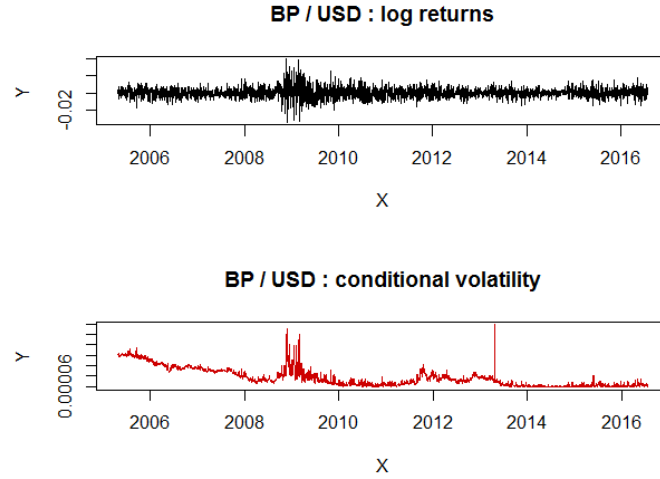 BP / USD : log returns
Y
-0.02
2006 2008 2010 2012 2014 2016
X
BP / USD : conditional volatility
Y
0.00006
2006 2008 2010 2012 2014 2016
X